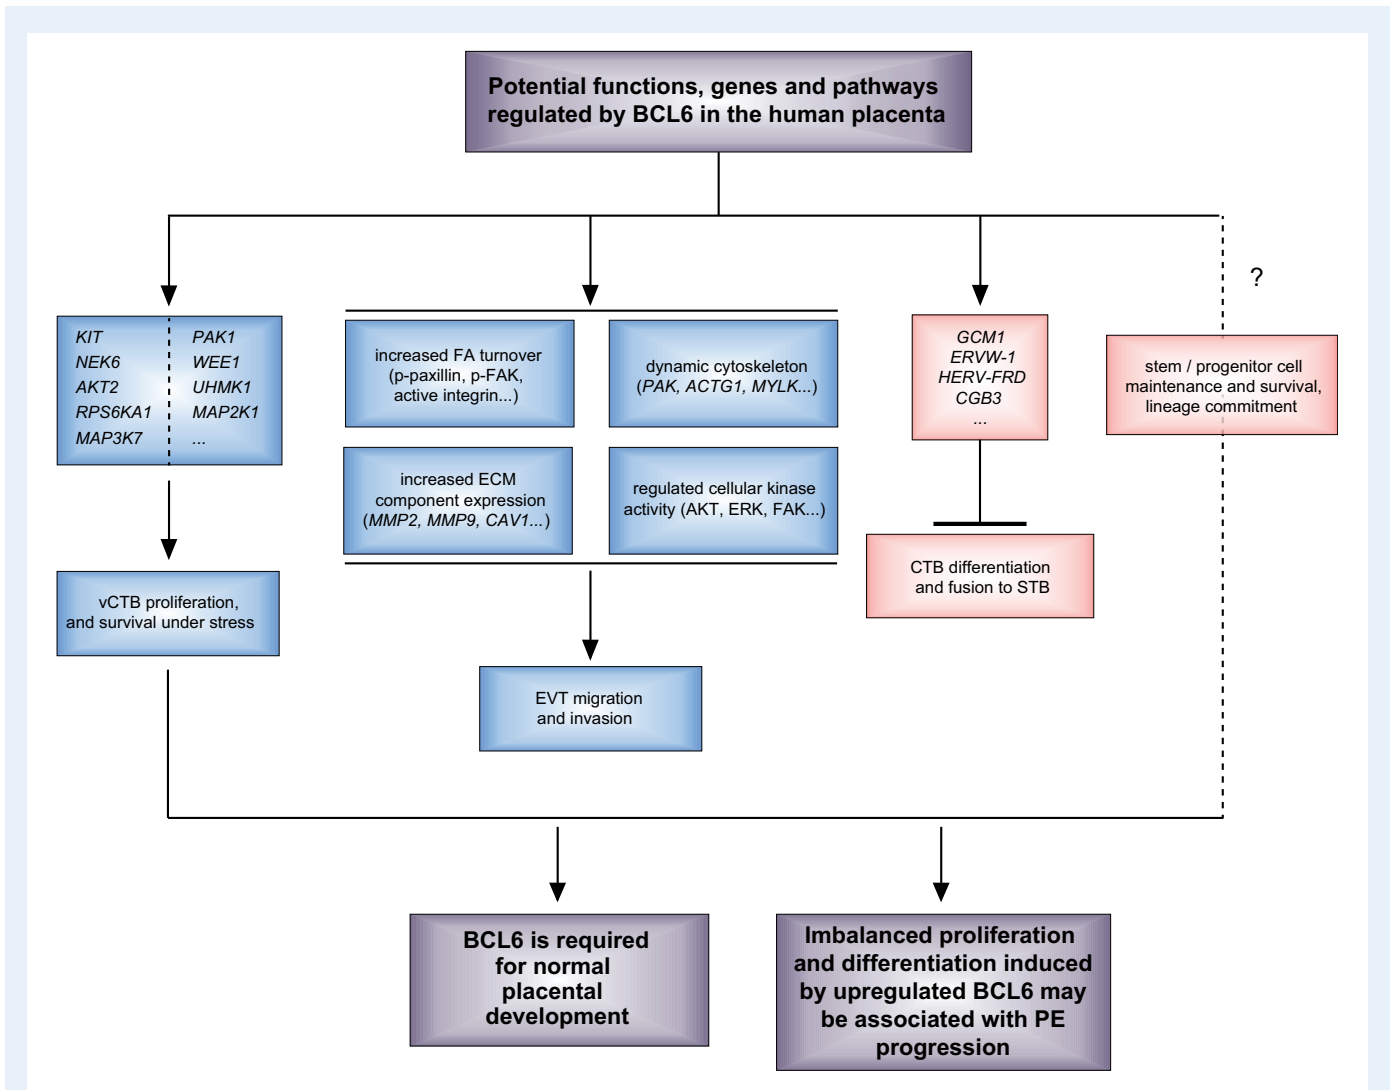 Potential functions, genes and pathways
regulated by BCL6 in the human placenta
?
KIT
NEK6
AKT2
RPS6KA1
MAP3K7
PAK1
WEE1
UHMK1
MAP2K1
...
increased FA turnover
(p-paxillin, p-FAK,
active integrin...)
dynamic cytoskeleton
(PAK, ACTG1, MYLK...)
increased ECM
component expression
(MMP2, MMP9, CAV1...)
regulated cellular kinase
activity (AKT, ERK, FAK...)
GCM1
ERVW-1
HERV-FRD
CGB3
...
stem / progenitor cell
maintenance and survival,
lineage commitment
vCTB proliferation,
and survival under stress
CTB differentiation
and fusion to STB
EVT migration
and invasion
BCL6 is required
for normal
placental
development
Imbalanced proliferation
and differentiation induced
by upregulated BCL6 may
be associated with PE
progression